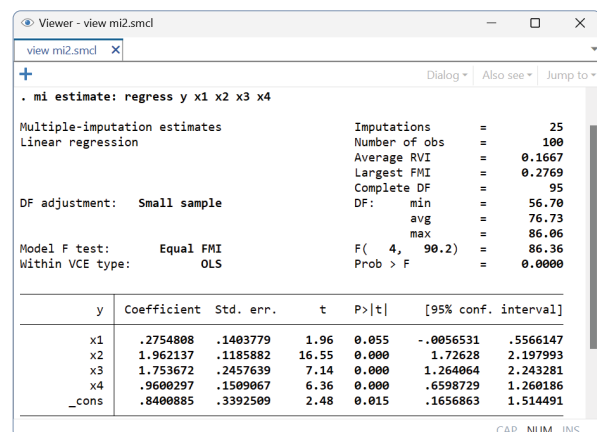 Viewer - view mi2.smcl
view mi2.smcl
Dialog Also see Jump to
. mi estimate: regress y x1 x2 x3 x4
Multiple-imputation estimates Imputations = 25
Linear regression Number of obs = 100
Average RVI = 0.1667
Largest FMI = 0.2769
Complete DF = 95
DF adjustment: Small sample DF: min = 56.70
avg = 76.73
max = 86.06
Model F test: Equal FMI F( 4, 90.2) = 86.36
Within VCE type: OLS Prob > F = 0.0000
y Coefficient Std. err. t P>|t| [95% conf. interval]
x1 .2754808 .1403779 1.96 0.055 -.0056531 .5566147
x2 1.962137 .1185882 16.55 0.000 1.72628 2.197993
x3 1.753672 .2457639 7.14 0.000 1.264064 2.243281
x4 .9600297 .1509067 6.36 0.000 .6598729 1.260186
_cons .8400885 .3392509 2.48 0.015 .1656863 1.514491
CAP NUM INS